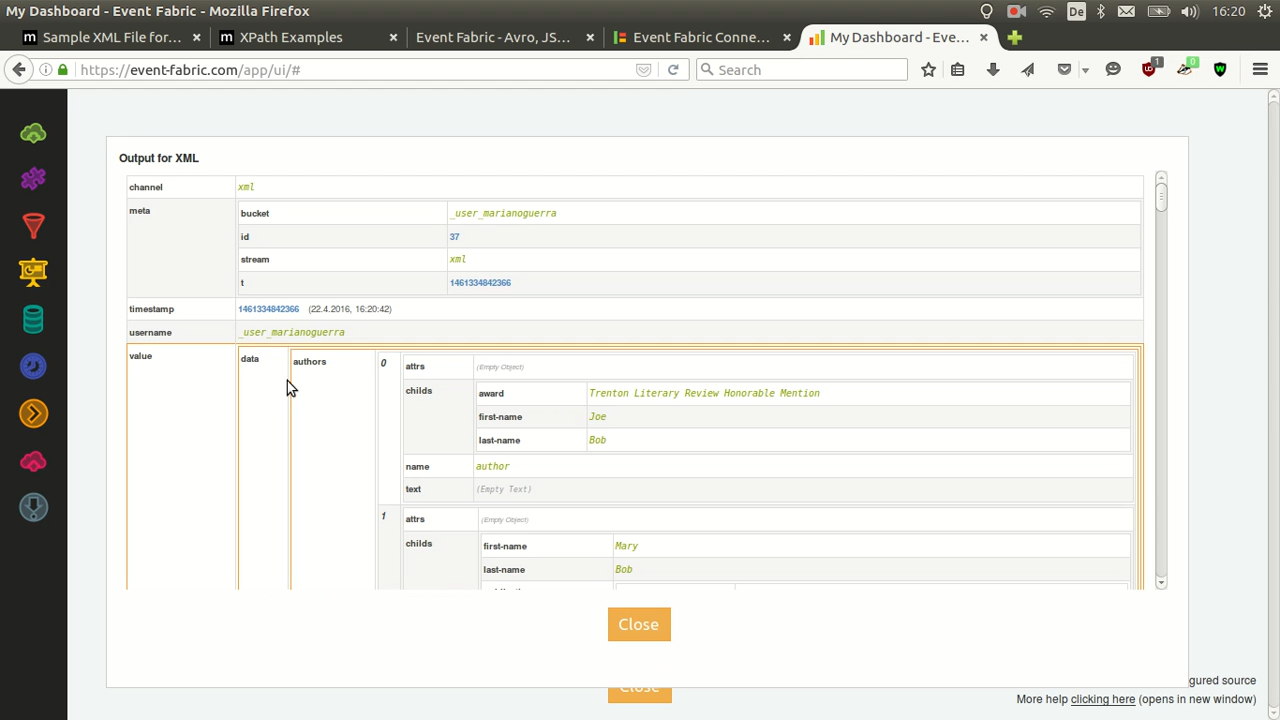 My Dashboard - Event Fabric - Mozilla Firefox
De
16:20
Sample XML File for...
XPath Examples
Event Fabric - Avro, JS...
Event Fabric Conne...
My Dashboard - Eve...
https://event-fabric.com/app/ui/#
Search
1
0
Output for XML
channel xml
meta bucket _user_marianoguerra
id 37
stream xml
t 1461334842366
timestamp 1461334842366 (22.4.2016, 16:20:42)
username _user_marianoguerra
value data authors 0 attrs (Empty Object)
childs award Trenton Literary Review Honorable Mention
first-name Joe
last-name Bob
name author
text (Empty Text)
1 attrs (Empty Object)
childs first-name Mary
last-name Bob
Close
Close
gured source
More help clicking here (opens in new window)